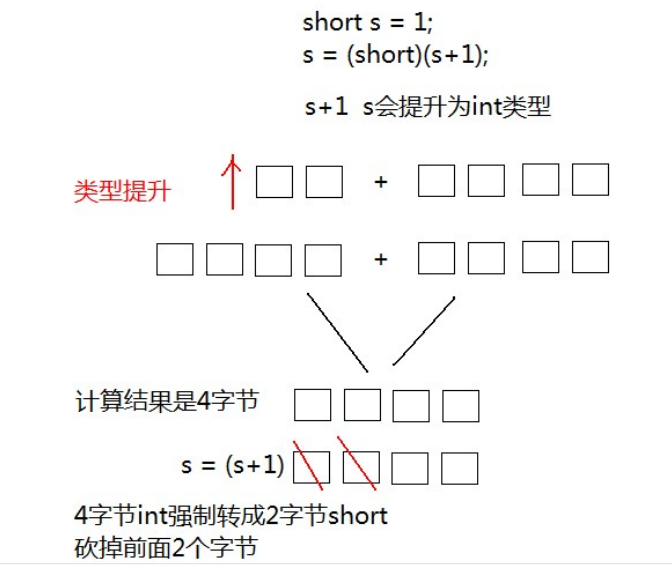 short s = 1;
s = (short)(s+1);
s+1 s会提升为int类型
类型提升
+
+
计算结果是4字节
s = (s+1)
4字节int强制转成2字节short
砍掉前面2个字节